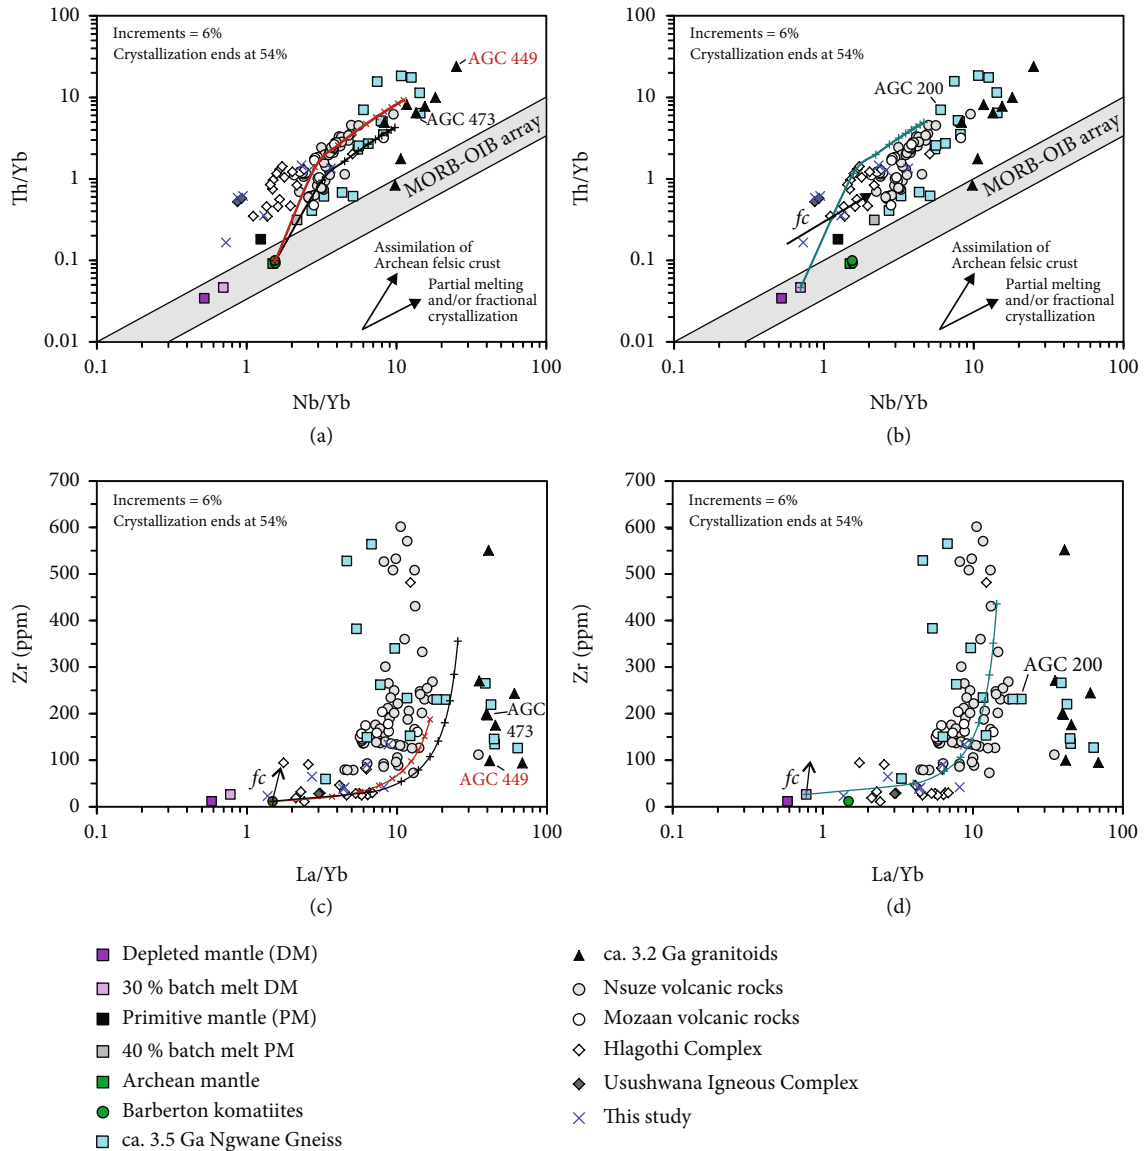 100
10
1
0.1
0.01
Th/Yb
Increments = 6%
Crystallization ends at 54%
AGC 449
AGC 473
MORB-OIB array
Assimilation of
Archean felsic crust
Partial melting
and/or fractional
crystallization
0.1
1
10
100
Nb/Yb
(a)
100
10
1
0.1
0.01
Th/Yb
Increments = 6%
Crystallization ends at 54%
AGC 200
MORB-OIB array
fc
Assimilation of
Archean felsic crust
Partial melting
and/or fractional
crystallization
0.1
1
10
100
Nb/Yb
(b)
700
600
500
400
300
200
100
0
Zr (ppm)
Increments = 6%
Crystallization ends at 54%
AGC
473
AGC 449
fc
0.1
1
10
100
La/Yb
(c)
700
600
500
400
300
200
100
0
Zr (ppm)
Increments = 6%
Crystallization ends at 54%
AGC 200
fc
0.1
1
10
100
La/Yb
(d)
Depleted mantle (DM)
30 % batch melt DM
Primitive mantle (PM)
40 % batch melt PM
Archean mantle
Barberton komatiites
ca. 3.5 Ga Ngwane Gneiss
ca. 3.2 Ga granitoids
Nsuze volcanic rocks
Mozaan volcanic rocks
Hlagothi Complex
Usushwana Igneous Complex
This study